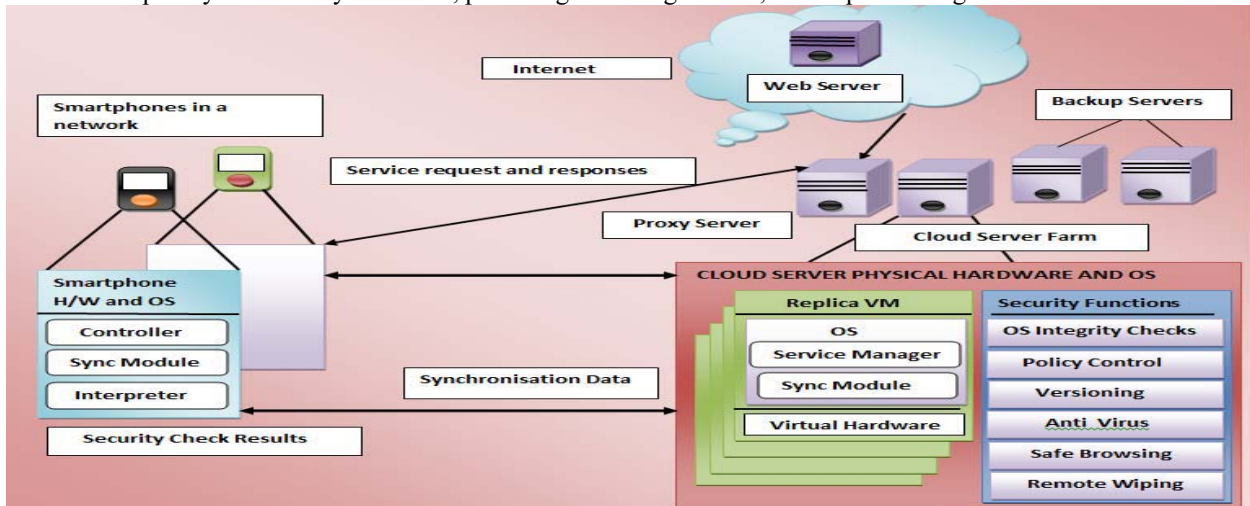 Internet
Web Server
Smartphones in a
network
Backup Servers
Service request and responses
Proxy Server
Cloud Server Farm
Smartphone
H/W and OS
Controller
Sync Module
Interpreter
Synchronisation Data
Security Check Results
CLOUD SERVER PHYSICAL HARDWARE AND OS
Replica VM
OS
Service Manager
Sync Module
Virtual Hardware
Security Functions
OS Integrity Checks
Policy Control
Versioning
Anti Virus
Safe Browsing
Remote Wiping